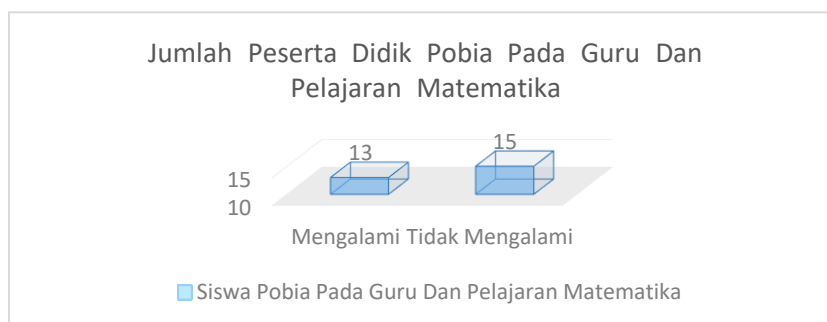 Jumlah Peserta Didik Pobia Pada Guru Dan
Pelajaran Matematika
13
15
15
10
Mengalami Tidak Mengalami
Siswa Pobia Pada Guru Dan Pelajaran Matematika